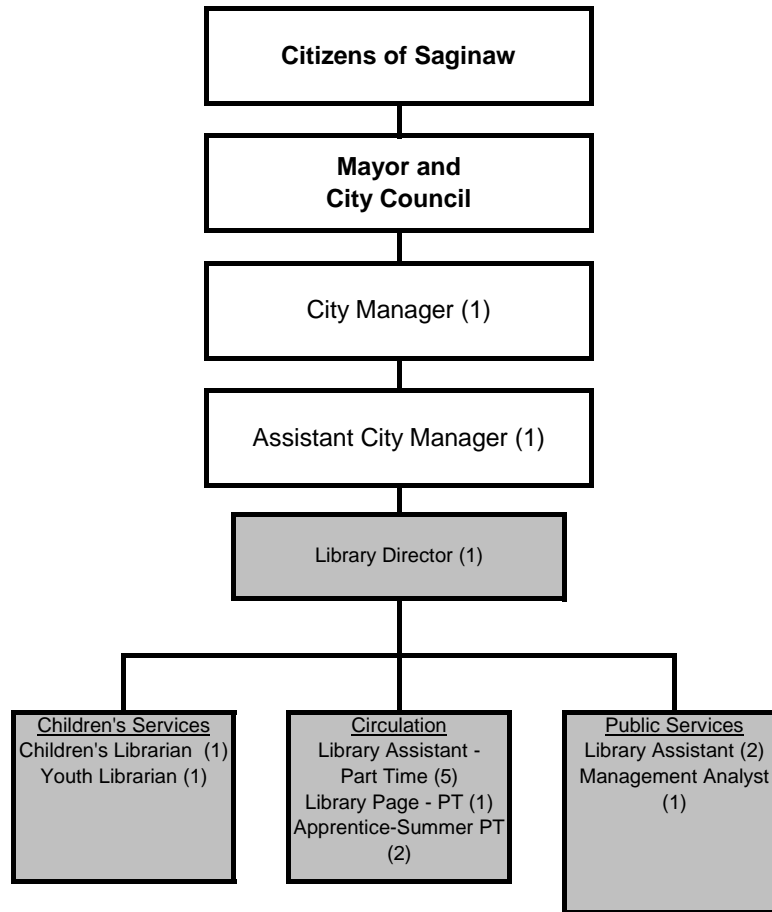 Citizens of Saginaw
Mayor and
City Council
City Manager (1)
Assistant City Manager (1)
Library Director (1)
Children's Services
Children's Librarian (1)
Youth Librarian (1)
Circulation
Library Assistant -
Part Time (5)
Library Page - PT (1)
Apprentice-Summer PT
(2)
Public Services
Library Assistant (2)
Management Analyst
(1)